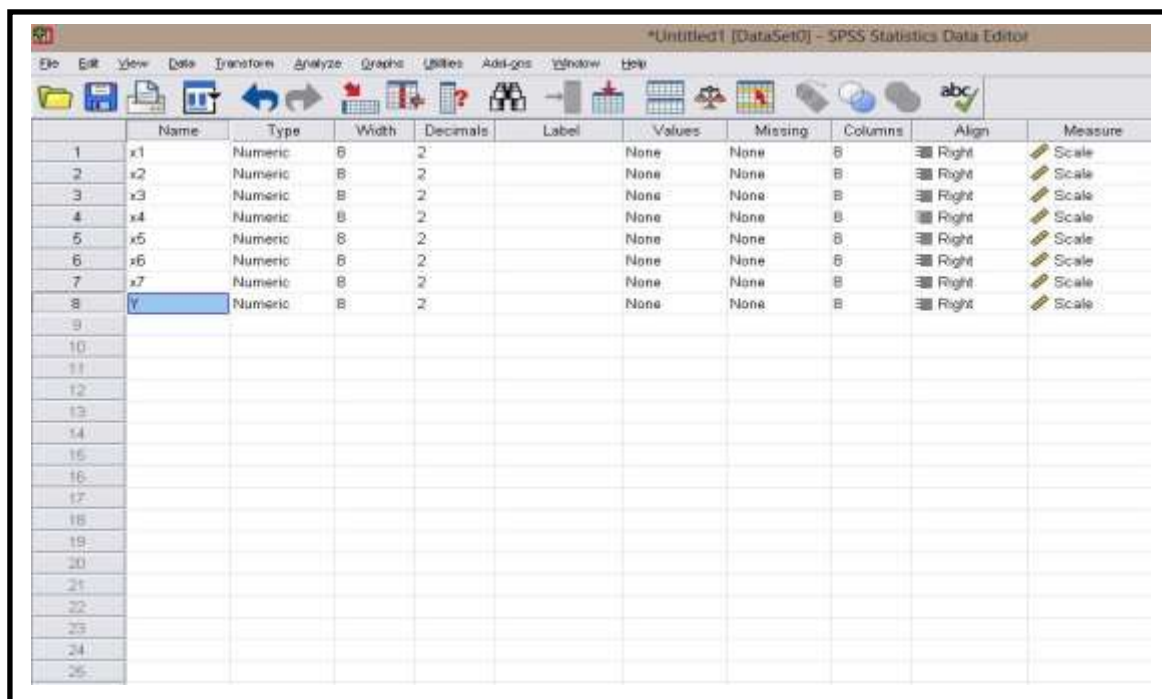 *Untitled1 [DataSet0] - SPSS Statistics Data Editor
File Edit View Data Transform Analyze Graphs Utilities Add-ons Window Help
abc
Name Type Width Decimals Label Values Missing Columns Align Measure
1 x1 Numeric 8 2 None None 8 Right Scale
2 x2 Numeric 8 2 None None 8 Right Scale
3 x3 Numeric 8 2 None None 8 Right Scale
4 x4 Numeric 8 2 None None 8 Right Scale
5 x5 Numeric 8 2 None None 8 Right Scale
6 x6 Numeric 8 2 None None 8 Right Scale
7 x7 Numeric 8 2 None None 8 Right Scale
8 Y Numeric 8 2 None None 8 Right Scale
9
10
11
12
13
14
15
16
17
18
19
20
21
22
23
24
25